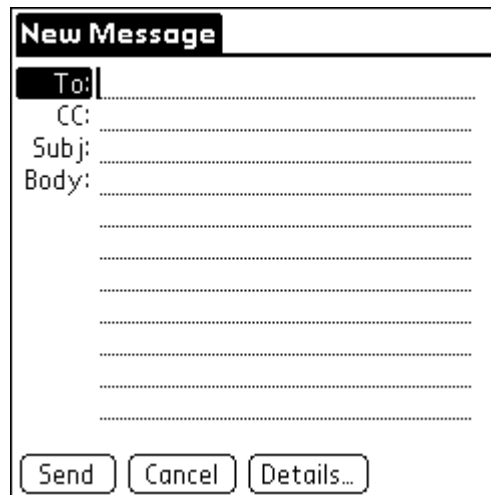 New Message
To:
CC:
Subj:
Body:
Send Cancel Details...